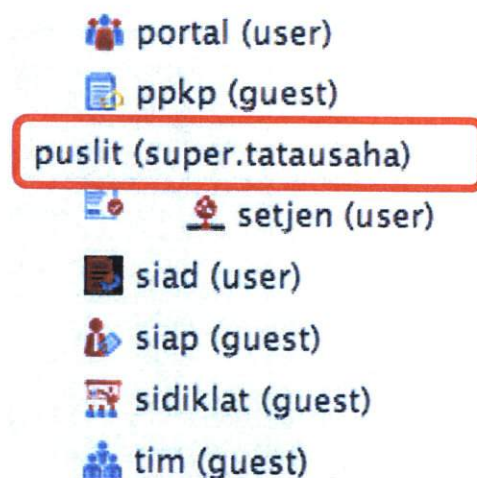 portal (user)
ppkp (guest)
puslit (super.tatausaha)
setjen (user)
siad (user)
siap (guest)
sidiklat (guest)
tim (guest)